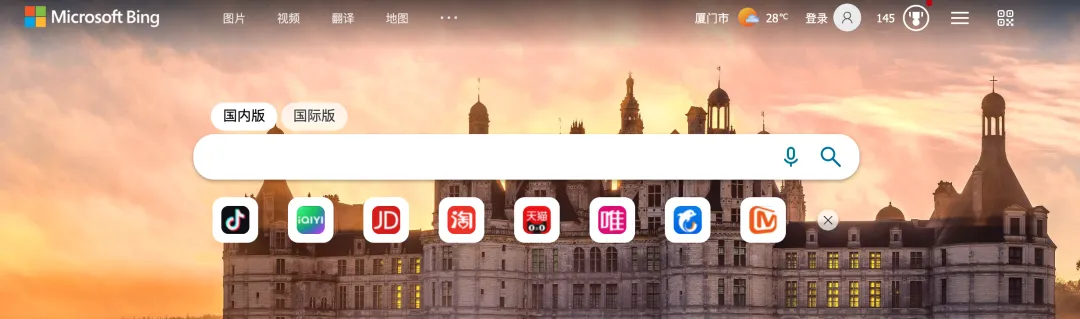 Microsoft Bing 图片 视频 翻译 地图 ··· 厦门市 28℃ 登录 145
国内版 国际版
iQIYI JD 淘 天猫 唯